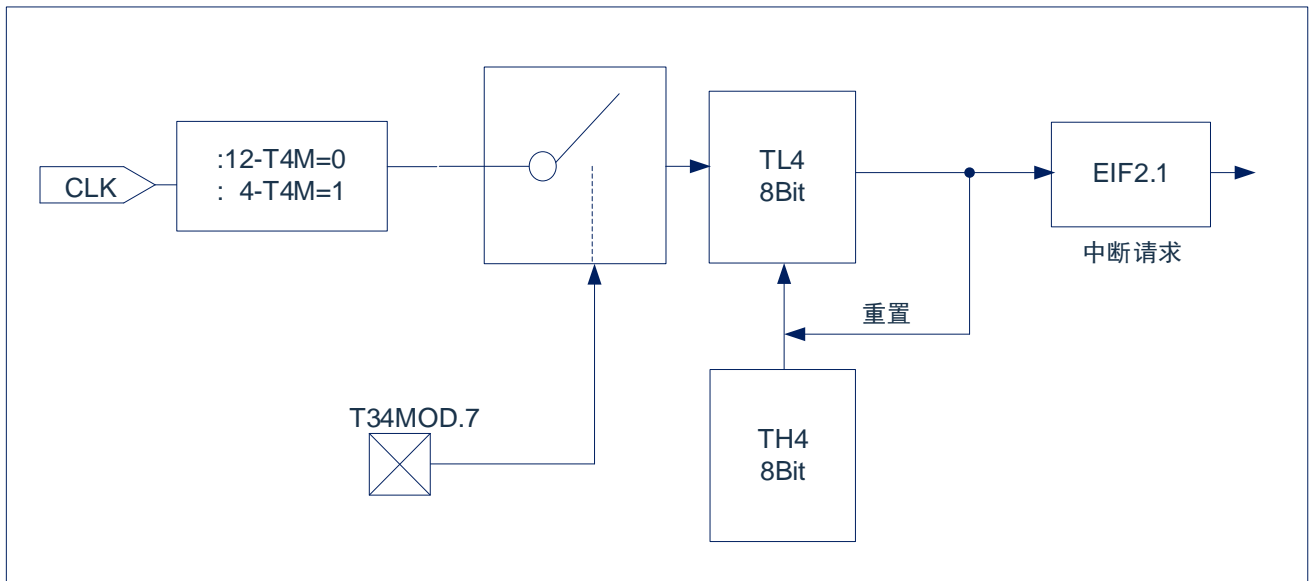 CLK
:12-T4M=0
: 4-T4M=1
TL4
8Bit
EIF2.1
中断请求
重置
T34MOD.7
TH4
8Bit